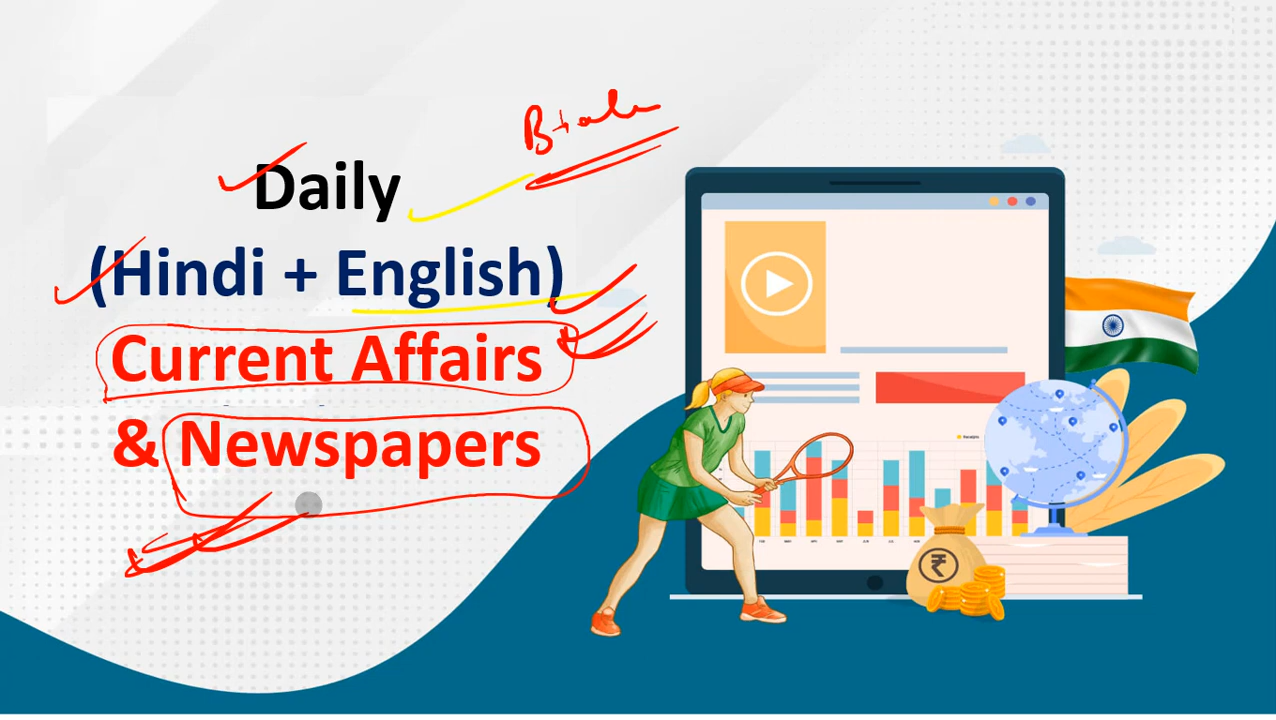 Daily
(Hindi + English)
Current Affairs
& Newspapers
₹